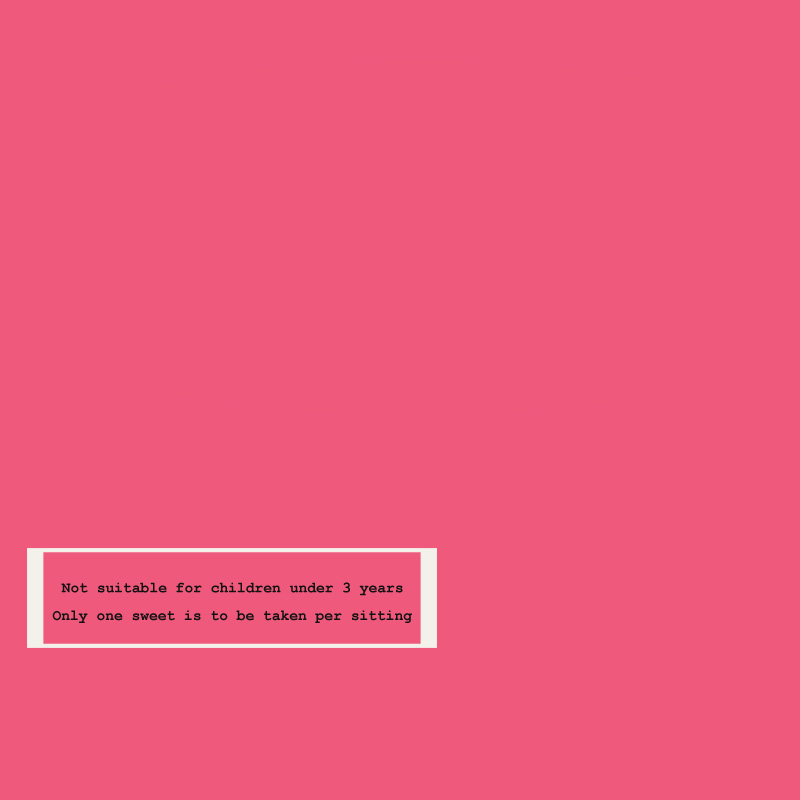 Not suitable for children under 3 years
Only one sweet is to be taken per sitting